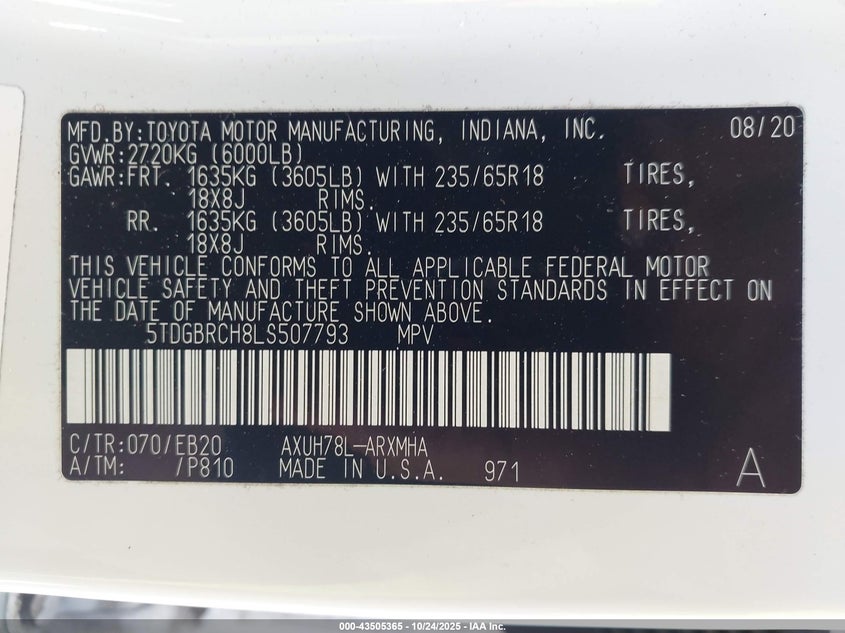 MFD.BY:TOYOTA MOTOR MANUFACTURING, INDIANA, INC. 08/20
GVWR:2720KG (6000LB)
GAWR:FRT. 1635KG (3605LB) WITH 235/65R18 TIRES,
18X8J RIMS.
RR. 1635KG (3605LB) WITH 235/65R18 TIRES,
18X8J RIMS.
THIS VEHICLE CONFORMS TO ALL APPLICABLE FEDERAL MOTOR
VEHICLE SAFETY AND THEFT PREVENTION STANDARDS IN EFFECT ON
THE DATE OF MANUFACTURE SHOWN ABOVE.
5TDGBRCH8LS507793 MPV
C/TR:070/EB20 AXUH78L-ARXMHA
A/TM: /P810 MADE IN U.S.A. 971 A
000-43505365 - 10/24/2025 - IAA Inc.